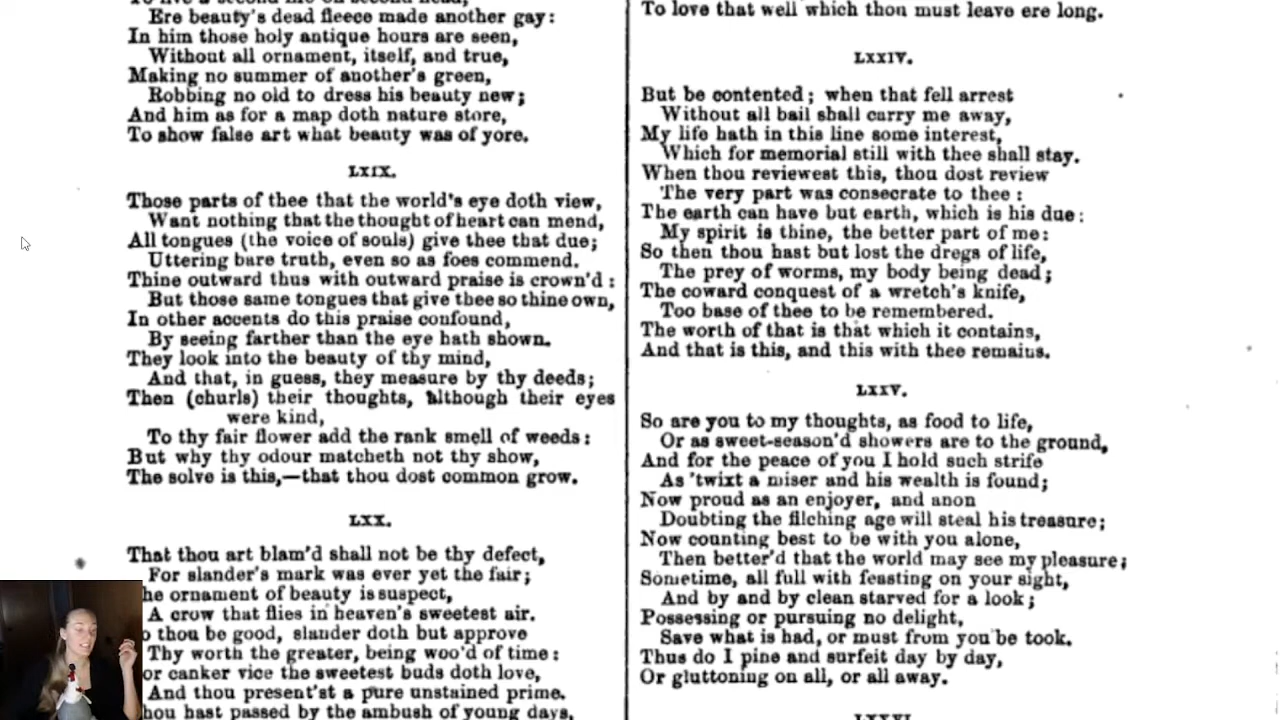 Ere beauty's dead fleece made another gay:
In him those holy antique hours are seen,
Without all ornament, itself, and true,
Making no summer of another's green,
Robbing no old to dress his beauty new;
And him as for a map doth nature store,
To show false art what beauty was of yore.
LXIX.
Those parts of thee that the world's eye doth view,
Want nothing that the thought of heart can mend,
All tongues (the voice of souls) give thee that due;
Uttering bare truth, even so as foes commend.
Thine outward thus with outward praise is crown'd:
But those same tongues that give thee so thine own,
In other accents do this praise confound,
By seeing farther than the eye hath shown.
They look into the beauty of thy mind,
And that, in guess, they measure by thy deeds;
Then (churls) their thoughts, although their eyes
were kind,
To thy fair flower add the rank smell of weeds:
But why thy odour matcheth not thy show,
The solve is this,—that thou dost common grow.
LXX.
That thou art blam'd shall not be thy defect,
For slander's mark was ever yet the fair;
he ornament of beauty is suspect,
A crow that flies in heaven's sweetest air.
o thou be good, slander doth but approve
Thy worth the greater, being woo'd of time:
or canker vice the sweetest buds doth love,
And thou present'st a pure unstained prime.
hou hast passed by the ambush of young days,
To love that well which thou must leave ere long.
LXXIV.
But be contented; when that fell arrest
Without all bail shall carry me away,
My life hath in this line some interest,
Which for memorial still with thee shall stay.
When thou reviewest this, thou dost review
The very part was consecrate to thee:
The earth can have but earth, which is his due:
My spirit is thine, the better part of me:
So then thou hast but lost the dregs of life,
The prey of worms, my body being dead;
The coward conquest of a wretch's knife,
Too base of thee to be remembered.
The worth of that is that which it contains,
And that is this, and this with thee remains.
LXXV.
So are you to my thoughts, as food to life,
Or as sweet-season'd showers are to the ground,
And for the peace of you I hold such strife
As 'twixt a miser and his wealth is found;
Now proud as an enjoyer, and anon
Doubting the filching age will steal his treasure;
Now counting best to be with you alone,
Then better'd that the world may see my pleasure;
Sometime, all full with feasting on your sight,
And by and by clean starved for a look;
Possessing or pursuing no delight,
Save what is had, or must from you be took.
Thus do I pine and surfeit day by day,
Or gluttoning on all, or all away.